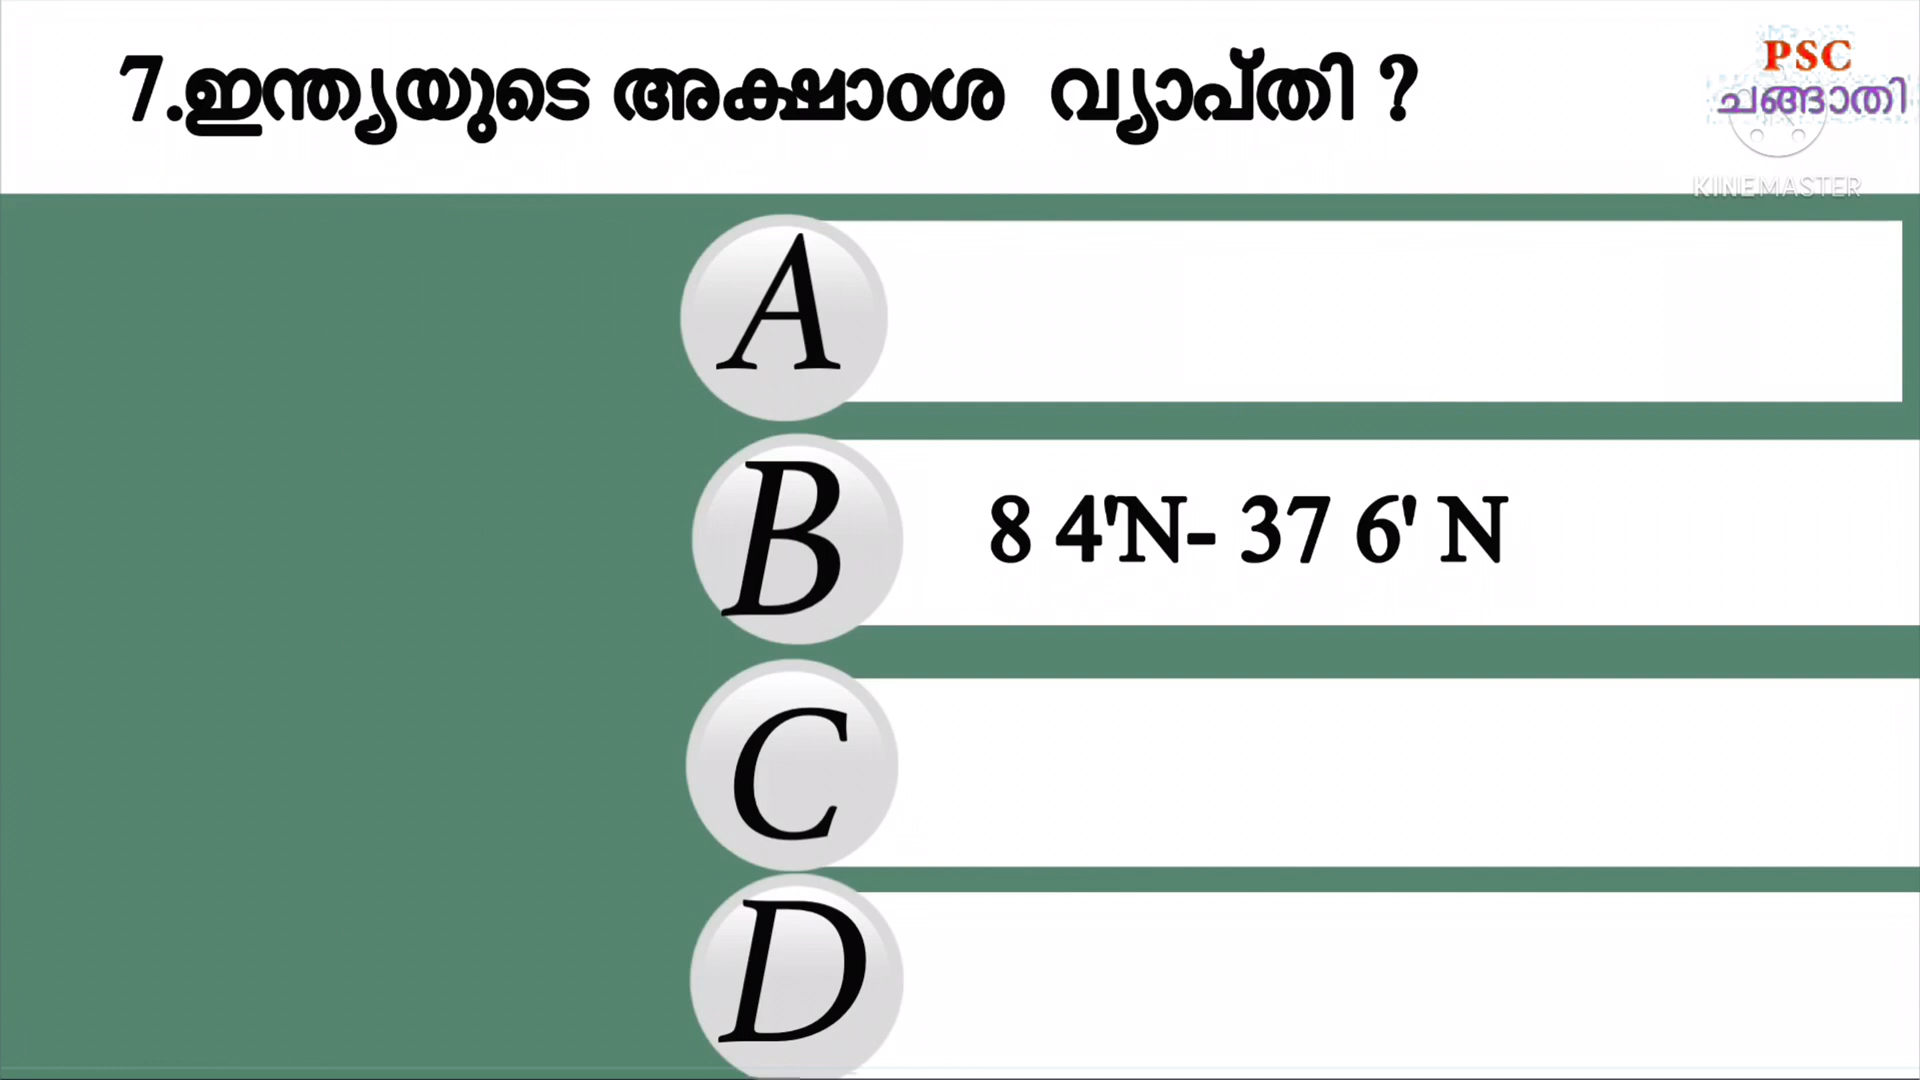 7.ഇന്ത്യയുടെ അക്ഷാംശ വ്യാപ്തി ?
PSC
ചങ്ങാതി
KINEMASTER
A
B 8 4'N- 37 6' N
C
D